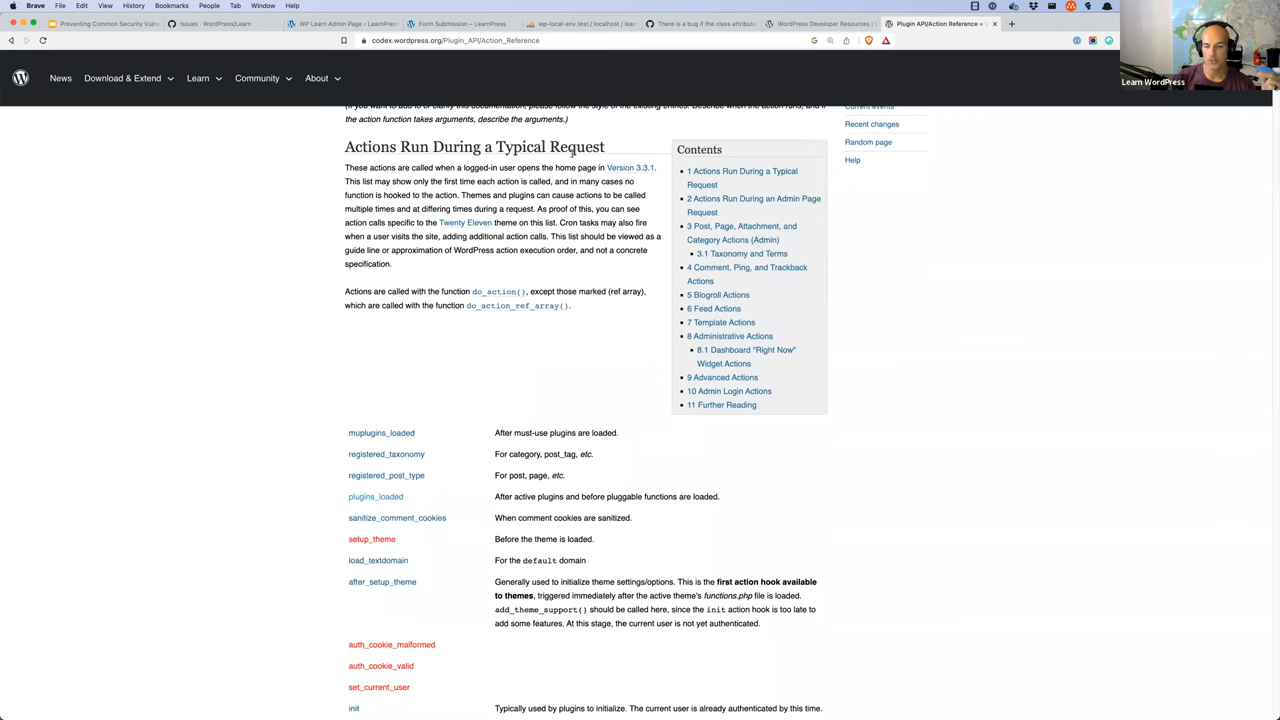 Brave File Edit View History Bookmarks People Tab Window Help
Preventing Common Security Vulne
Issues · WordPress/Learn
WP Learn Admin Page < LearnPres
Form Submission – LearnPress
wp-local-env.test / localhost / lear
There is a bug if the class attribute
WordPress Developer Resources |
Plugin API/Action Reference «
codex.wordpress.org/Plugin_API/Action_Reference
Learn WordPress
News Download & Extend Learn Community About
(If you want to add to or clarify this documentation, please follow the style of the existing entries. Describe when the action runs, and if
the action function takes arguments, describe the arguments.)
Current events
Recent changes
Random page
Help
Actions Run During a Typical Request
These actions are called when a logged-in user opens the home page in Version 3.3.1.
This list may show only the first time each action is called, and in many cases no
function is hooked to the action. Themes and plugins can cause actions to be called
multiple times and at differing times during a request. As proof of this, you can see
action calls specific to the Twenty Eleven theme on this list. Cron tasks may also fire
when a user visits the site, adding additional action calls. This list should be viewed as a
guide line or approximation of WordPress action execution order, and not a concrete
specification.
Actions are called with the function do_action(), except those marked (ref array),
which are called with the function do_action_ref_array().
Contents
1 Actions Run During a Typical
Request
2 Actions Run During an Admin Page
Request
3 Post, Page, Attachment, and
Category Actions (Admin)
3.1 Taxonomy and Terms
4 Comment, Ping, and Trackback
Actions
5 Blogroll Actions
6 Feed Actions
7 Template Actions
8 Administrative Actions
8.1 Dashboard "Right Now"
Widget Actions
9 Advanced Actions
10 Admin Login Actions
11 Further Reading
muplugins_loaded After must-use plugins are loaded.
registered_taxonomy For category, post_tag, etc.
registered_post_type For post, page, etc.
plugins_loaded After active plugins and before pluggable functions are loaded.
sanitize_comment_cookies When comment cookies are sanitized.
setup_theme Before the theme is loaded.
load_textdomain For the default domain
after_setup_theme Generally used to initialize theme settings/options. This is the first action hook available
to themes, triggered immediately after the active theme's functions.php file is loaded.
add_theme_support() should be called here, since the init action hook is too late to
add some features. At this stage, the current user is not yet authenticated.
auth_cookie_malformed
auth_cookie_valid
set_current_user
init Typically used by plugins to initialize. The current user is already authenticated by this time.